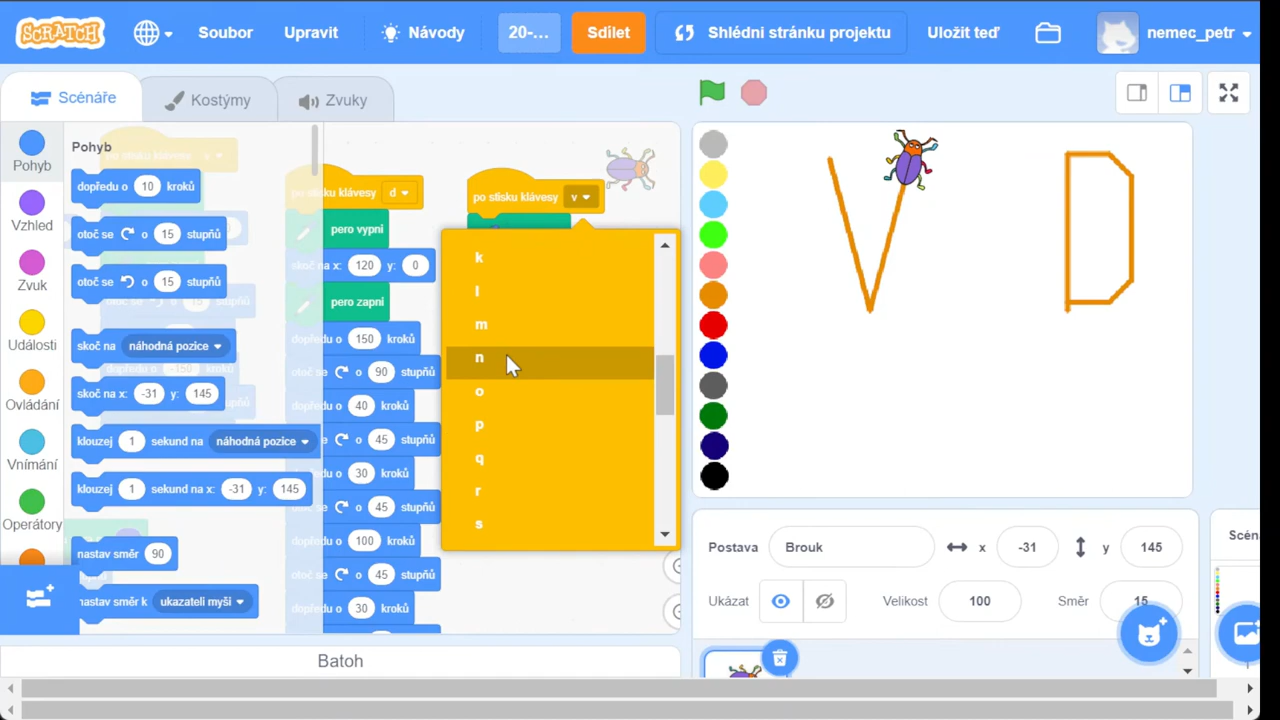 SCRATCH
Soubor
Upravit
Návody
20-...
Sdílet
Shlédni stránku projektu
Uložit teď
nemec_petr
Scénáře
Kostýmy
Zvuky
Pohyb
Vzhled
Zvuk
Události
Ovládání
Vnímání
Operátory
Pohyb
dopředu o 10 kroků
otoč se o 15 stupňů
otoč se o 15 stupňů
skoč na náhodná pozice
skoč na x: -31 y: 145
klouzej 1 sekund na náhodná pozice
klouzej 1 sekund na x: -31 y: 145
nastav směr 90
nastav směr k ukazateli myši
po stisku klávesy d
pero vypni
skoč na x: 120 y: 0
pero zapni
dopředu o 150 kroků
otoč se o 90 stupňů
dopředu o 40 kroků
o 45 stupňů
dopředu o 30 kroků
o 45 stupňů
dopředu o 100 kroků
otoč se o 45 stupňů
dopředu o 30 kroků
po stisku klávesy v
k
l
m
n
o
p
q
r
s
V D
Postava Brouk x -31 y 145
Ukázat Velikost 100 Směr 15
Scén
Batoh